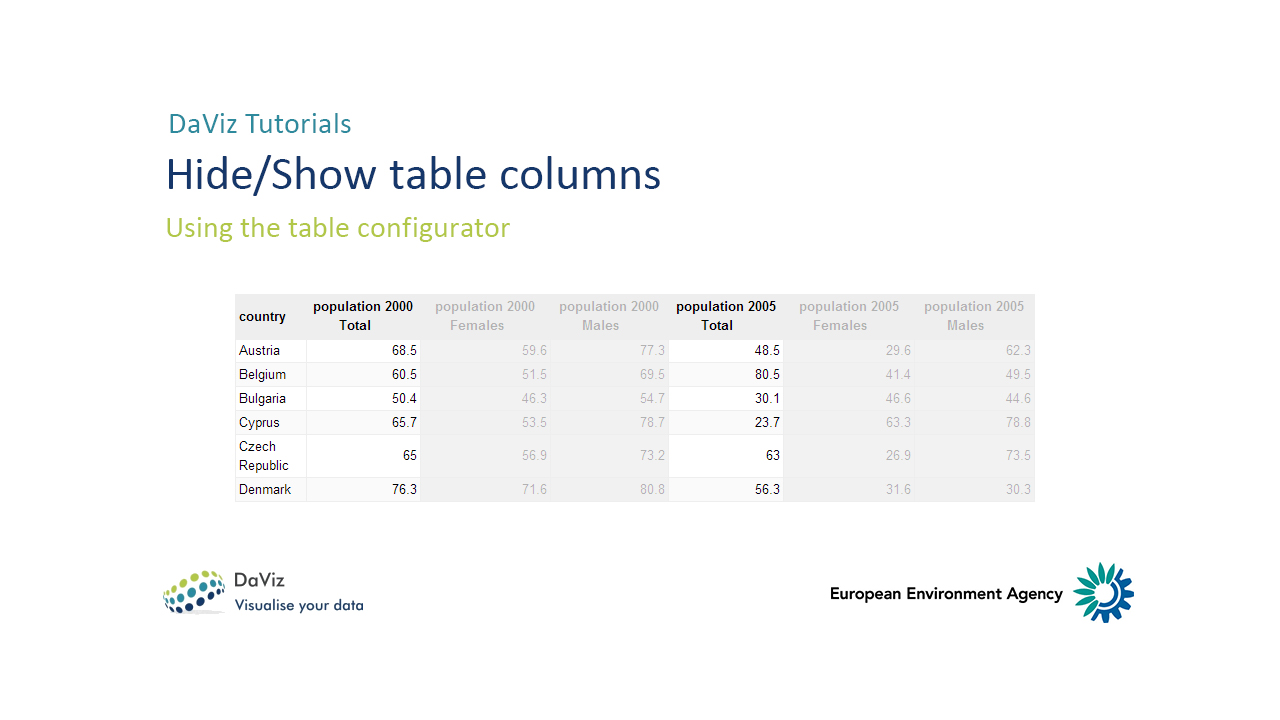 DaViz Tutorials
Hide/Show table columns
Using the table configurator
country population 2000 Total population 2000 Females population 2000 Males population 2005 Total population 2005 Females population 2005 Males
Austria 68.5 59.6 77.3 48.5 29.6 62.3
Belgium 60.5 51.5 69.5 80.5 41.4 49.5
Bulgaria 50.4 46.3 54.7 30.1 46.6 44.6
Cyprus 65.7 53.5 78.7 23.7 63.3 78.8
Czech Republic 65 56.9 73.2 63 26.9 73.5
Denmark 76.3 71.6 80.8 56.3 31.6 30.3
DaViz
Visualise your data
European Environment Agency